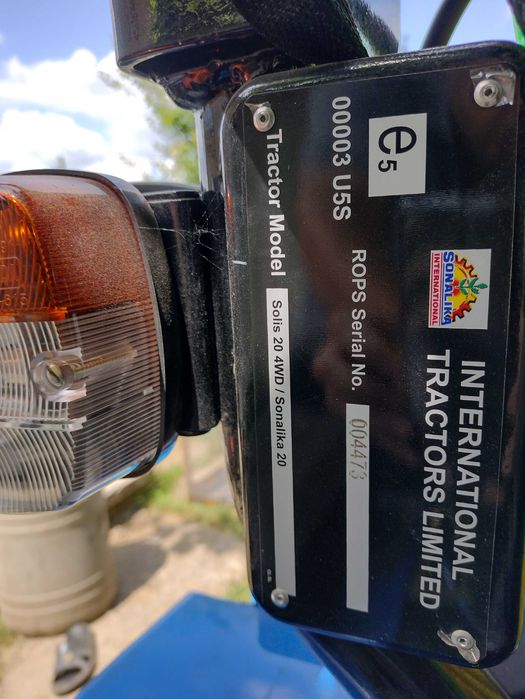 INTERNATIONAL
TRACTORS LIMITED
SONALIKA
INTERNATIONAL
e5
00003 U5S
ROPS Serial No. 004473
Tractor Model Solis 20 4WD / Sonalika 20